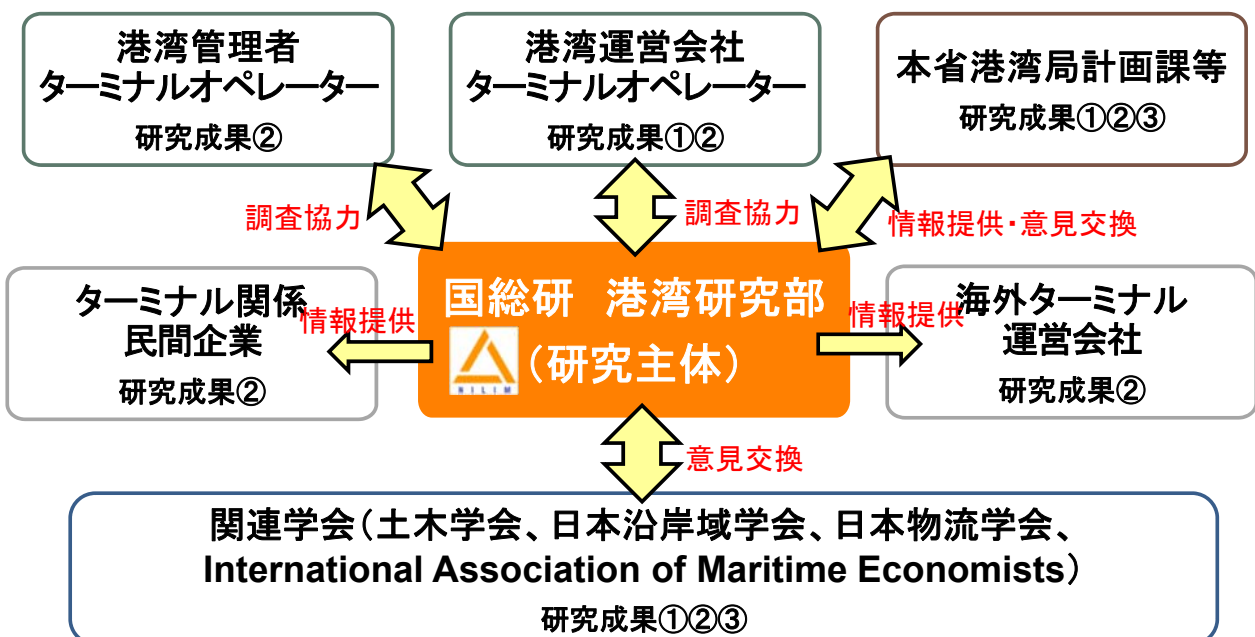 港湾管理者
ターミナルオペレーター
研究成果②
港湾運営会社
ターミナルオペレーター
研究成果①②
本省港湾局計画課等
研究成果①②③
調査協力
調査協力
情報提供・意見交換
ターミナル関係
民間企業
研究成果②
情報提供
国総研 港湾研究部
（研究主体）
NILIM
情報提供
海外ターミナル
運営会社
研究成果②
意見交換
関連学会（土木学会、日本沿岸域学会、日本物流学会、
International Association of Maritime Economists）
研究成果①②③